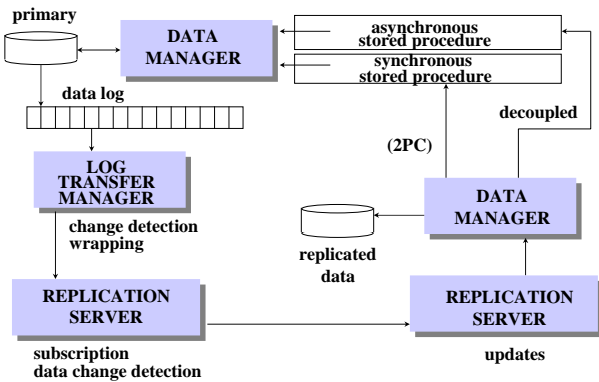 primary
DATA
MANAGER
asynchronous
stored procedure
synchronous
stored procedure
data log
decoupled
(2PC)
LOG
TRANSFER
MANAGER
change detection
wrapping
DATA
MANAGER
replicated
data
REPLICATION
SERVER
REPLICATION
SERVER
subscription
data change detection
updates